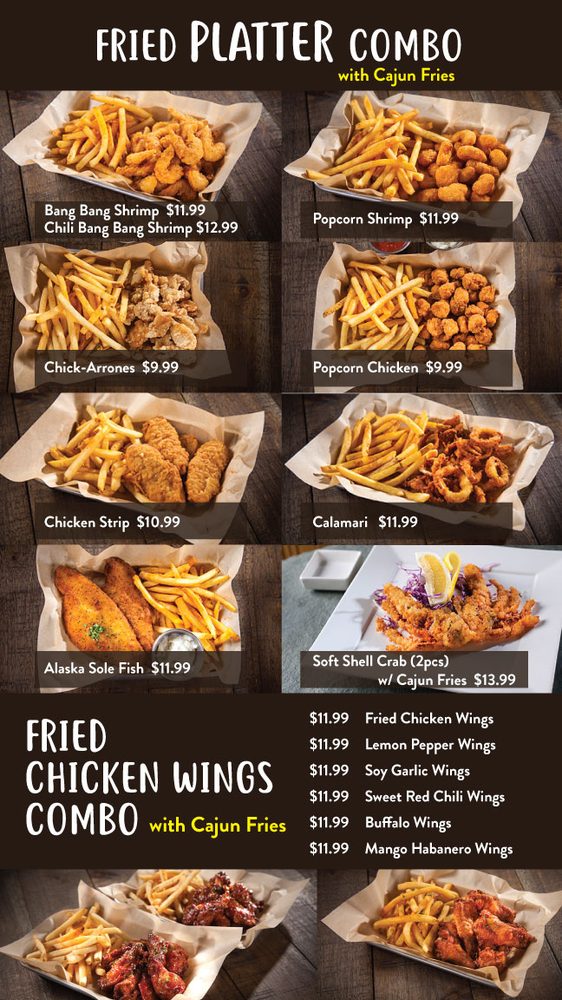 FRIED PLATTER COMBO
with Cajun Fries
Bang Bang Shrimp $11.99
Chili Bang Bang Shrimp $12.99
Popcorn Shrimp $11.99
Chick-Arrones $9.99
Popcorn Chicken $9.99
Chicken Strip $10.99
Calamari $11.99
Alaska Sole Fish $11.99
Soft Shell Crab (2pcs)
w/ Cajun Fries $13.99
FRIED
CHICKEN WINGS
COMBO with Cajun Fries
$11.99 Fried Chicken Wings
$11.99 Lemon Pepper Wings
$11.99 Soy Garlic Wings
$11.99 Sweet Red Chili Wings
$11.99 Buffalo Wings
$11.99 Mango Habanero Wings